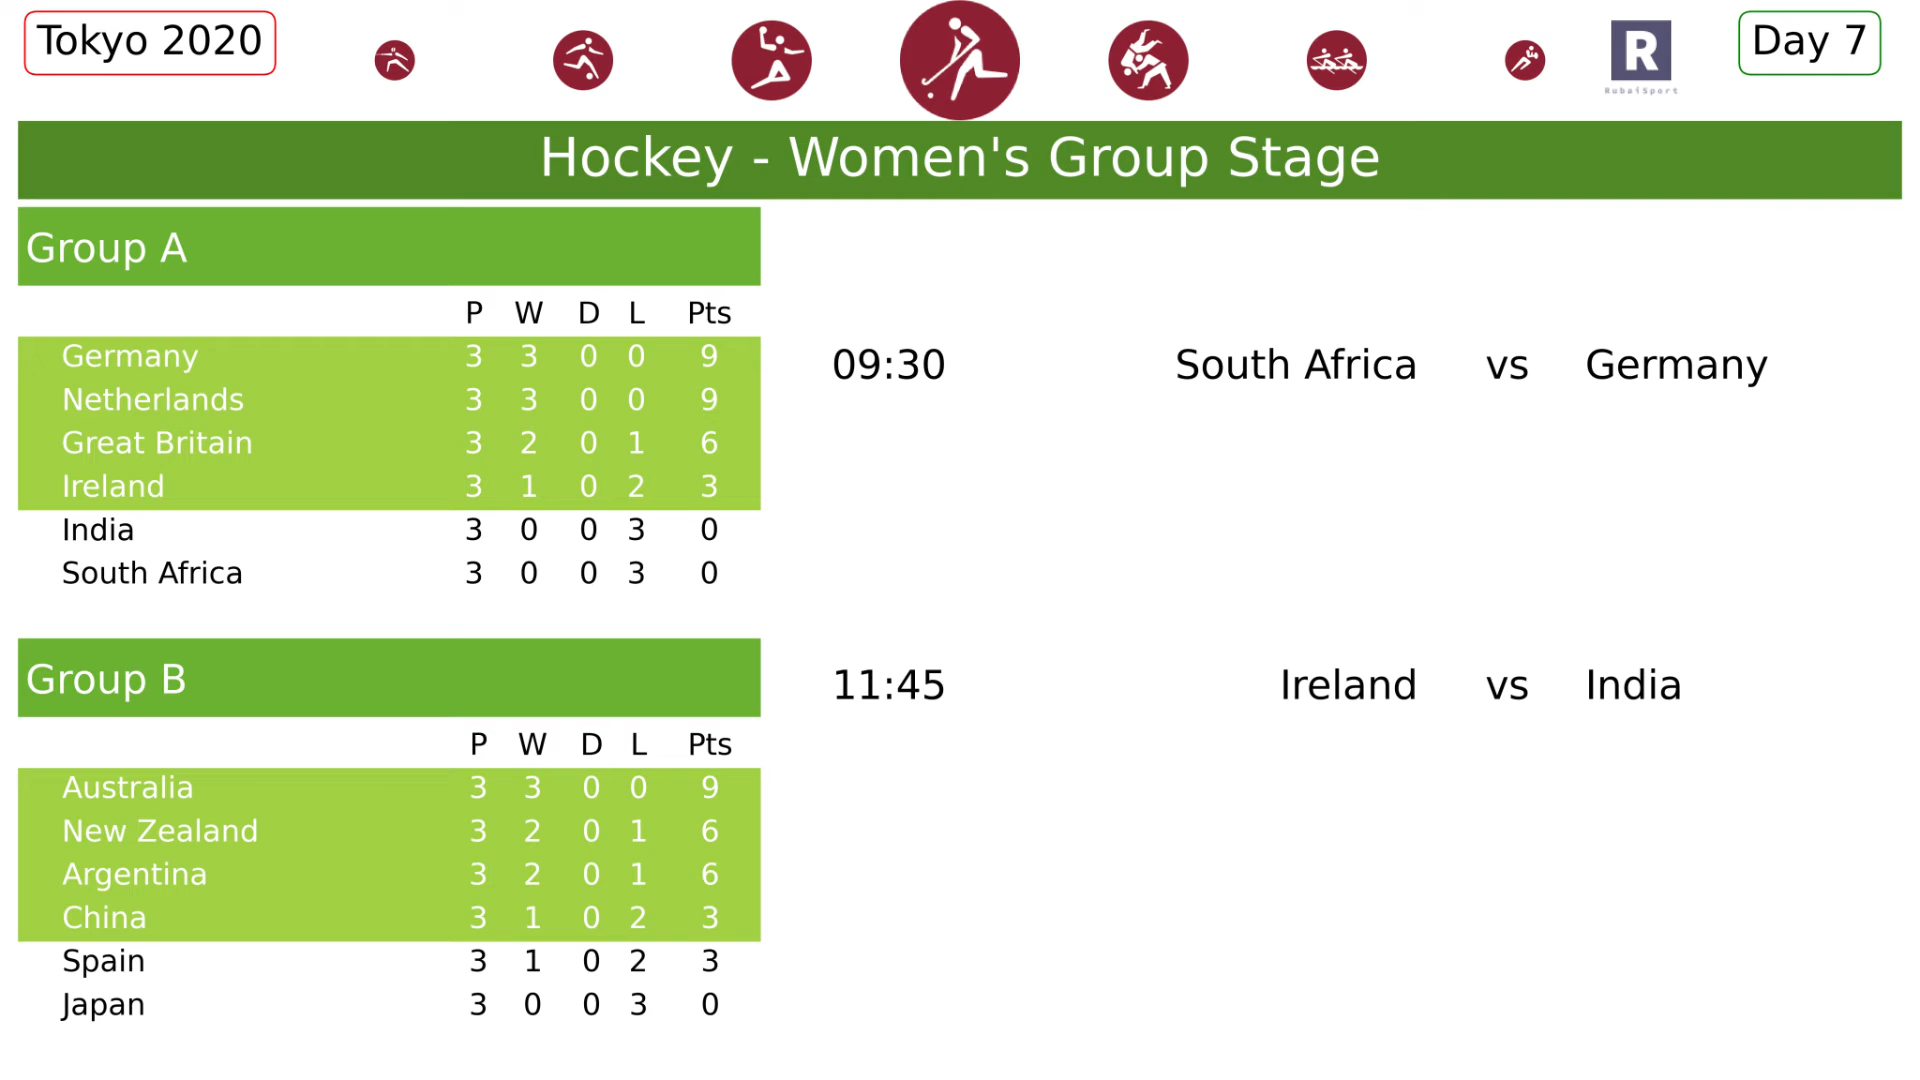 Tokyo 2020
R
RubaiSport
Day 7
Hockey - Women's Group Stage
Group A
P W D L Pts
Germany 3 3 0 0 9
Netherlands 3 3 0 0 9
Great Britain 3 2 0 1 6
Ireland 3 1 0 2 3
India 3 0 0 3 0
South Africa 3 0 0 3 0
09:30 South Africa vs Germany
Group B
P W D L Pts
Australia 3 3 0 0 9
New Zealand 3 2 0 1 6
Argentina 3 2 0 1 6
China 3 1 0 2 3
Spain 3 1 0 2 3
Japan 3 0 0 3 0
11:45 Ireland vs India